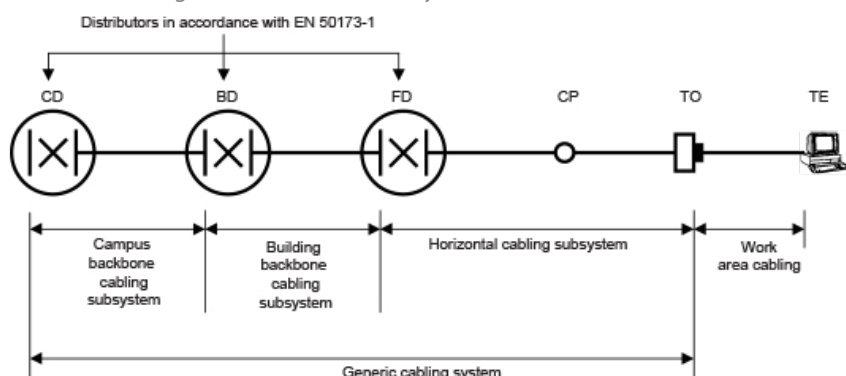 Distributors in accordance with EN 50173-1
CD BD FD CP TO TE
Campus
backbone
cabling
subsystem
Building
backbone
cabling
subsystem
Horizontal cabling subsystem
Work
area cabling
Generic cabling system